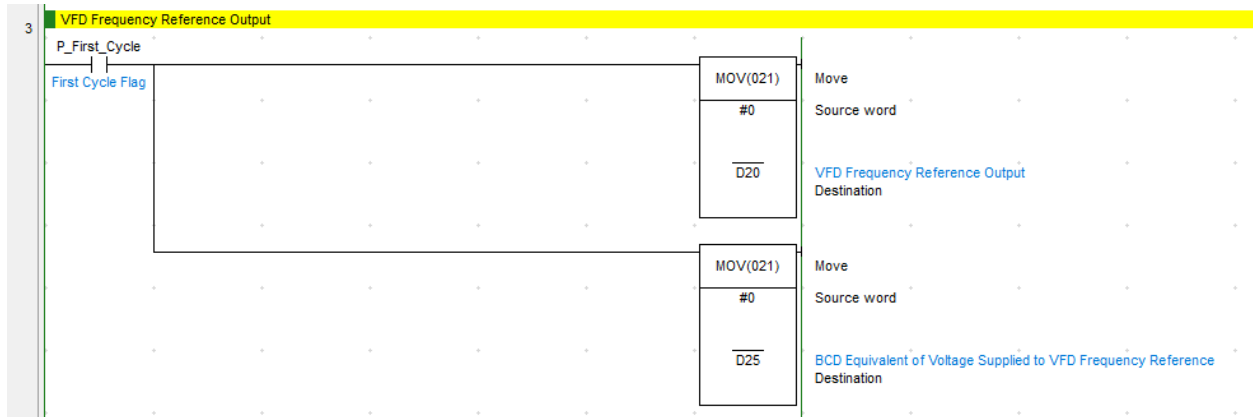 3
VFD Frequency Reference Output
P_First_Cycle
First Cycle Flag
MOV(021)
Move
#0
Source word
D20
VFD Frequency Reference Output
Destination
MOV(021)
Move
#0
Source word
D25
BCD Equivalent of Voltage Supplied to VFD Frequency Reference
Destination